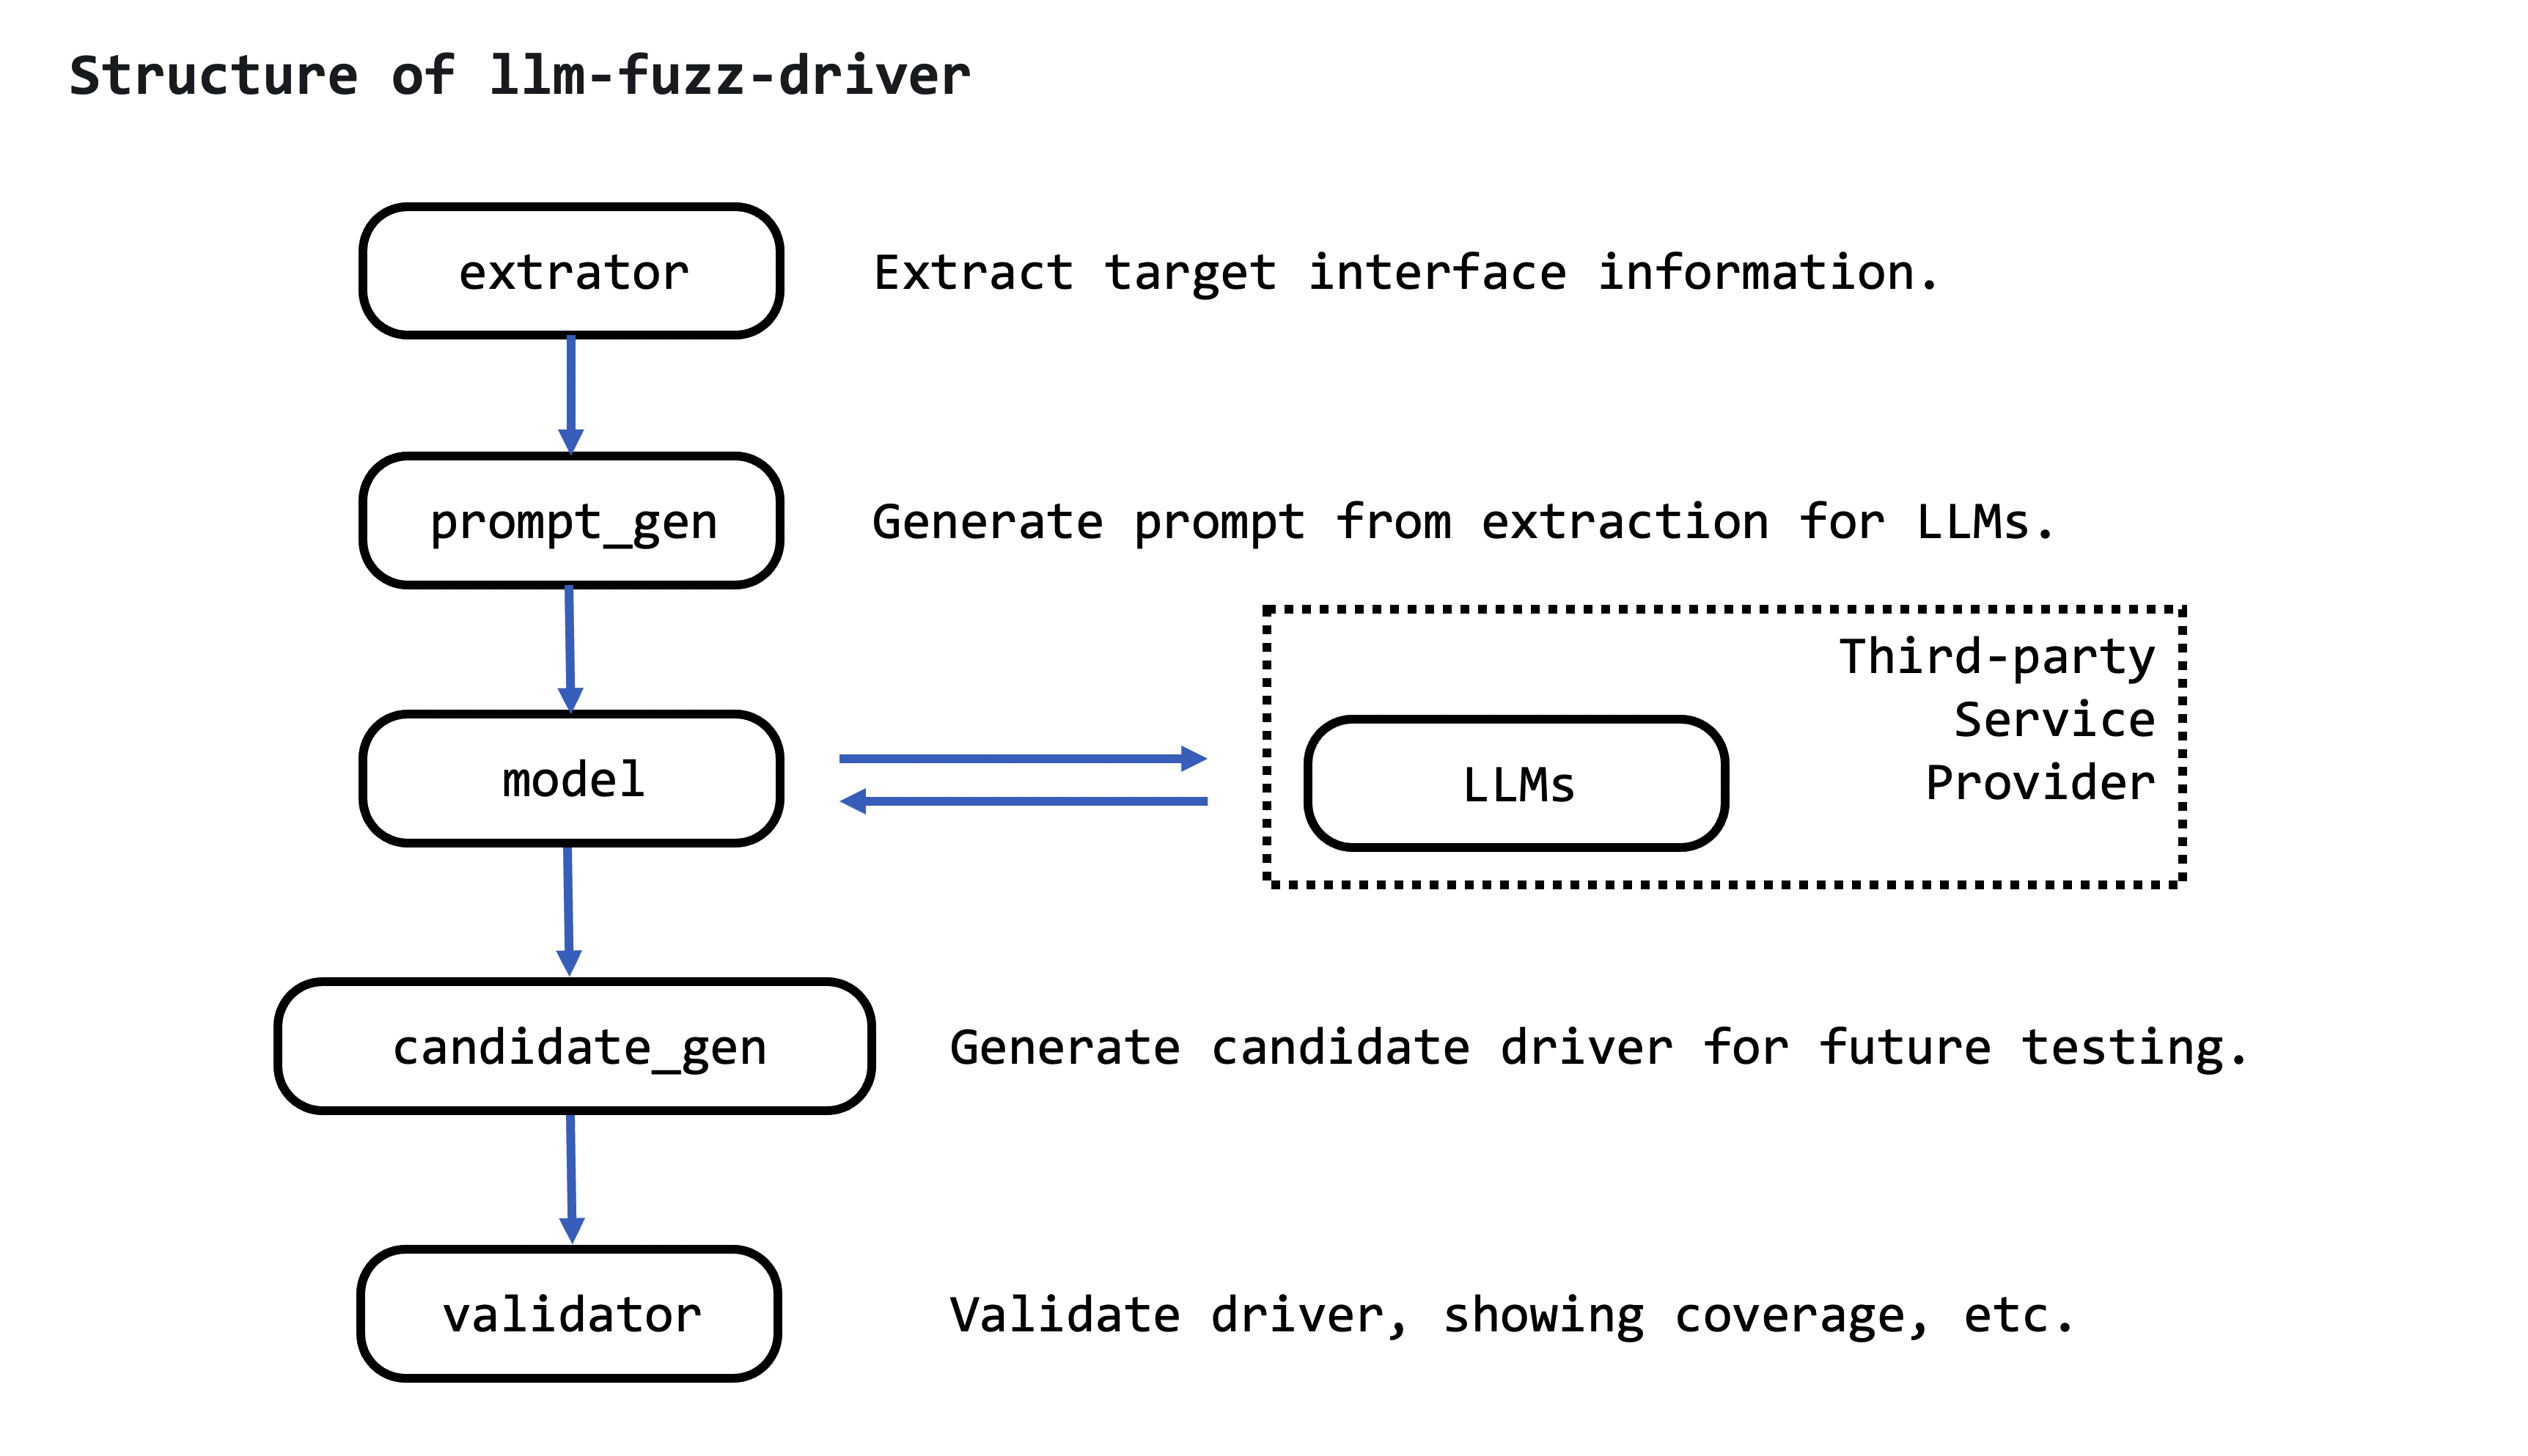 Structure of llm-fuzz-driver
extrator
Extract target interface information.
prompt_gen
Generate prompt from extraction for LLMs.
Third-party
Service
Provider
model
LLMs
candidate_gen
Generate candidate driver for future testing.
validator
Validate driver, showing coverage, etc.